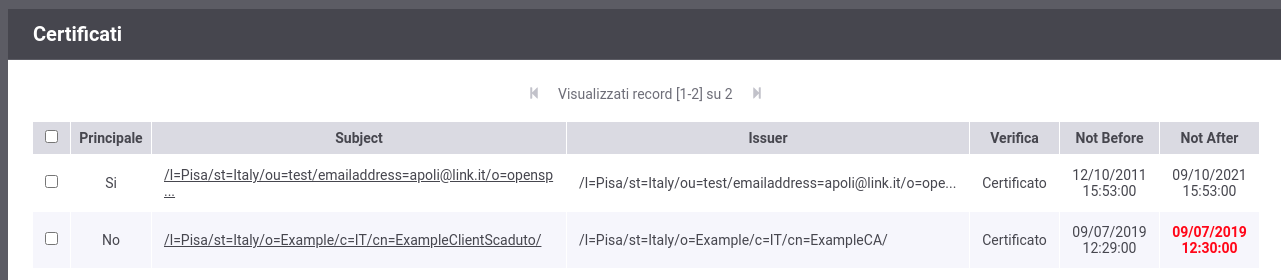 Certificati
Visualizzati record [1-2] su 2
Principale Subject Issuer Verifica Not Before Not After
Si /l=Pisa/st=Italy/ou=test/emailaddress=apoli@link.it/o=opensp /l=Pisa/st=Italy/ou=test/emailaddress=apoli@link.it/o=ope... Certificato 12/10/2011 09/10/2021
... 15:53:00 15:53:00
No /l=Pisa/st=Italy/o=Example/c=IT/cn=ExampleClientScaduto/ /l=Pisa/st=Italy/o=Example/c=IT/cn=ExampleCA/ Certificato 09/07/2019 09/07/2019
12:29:00 12:30:00